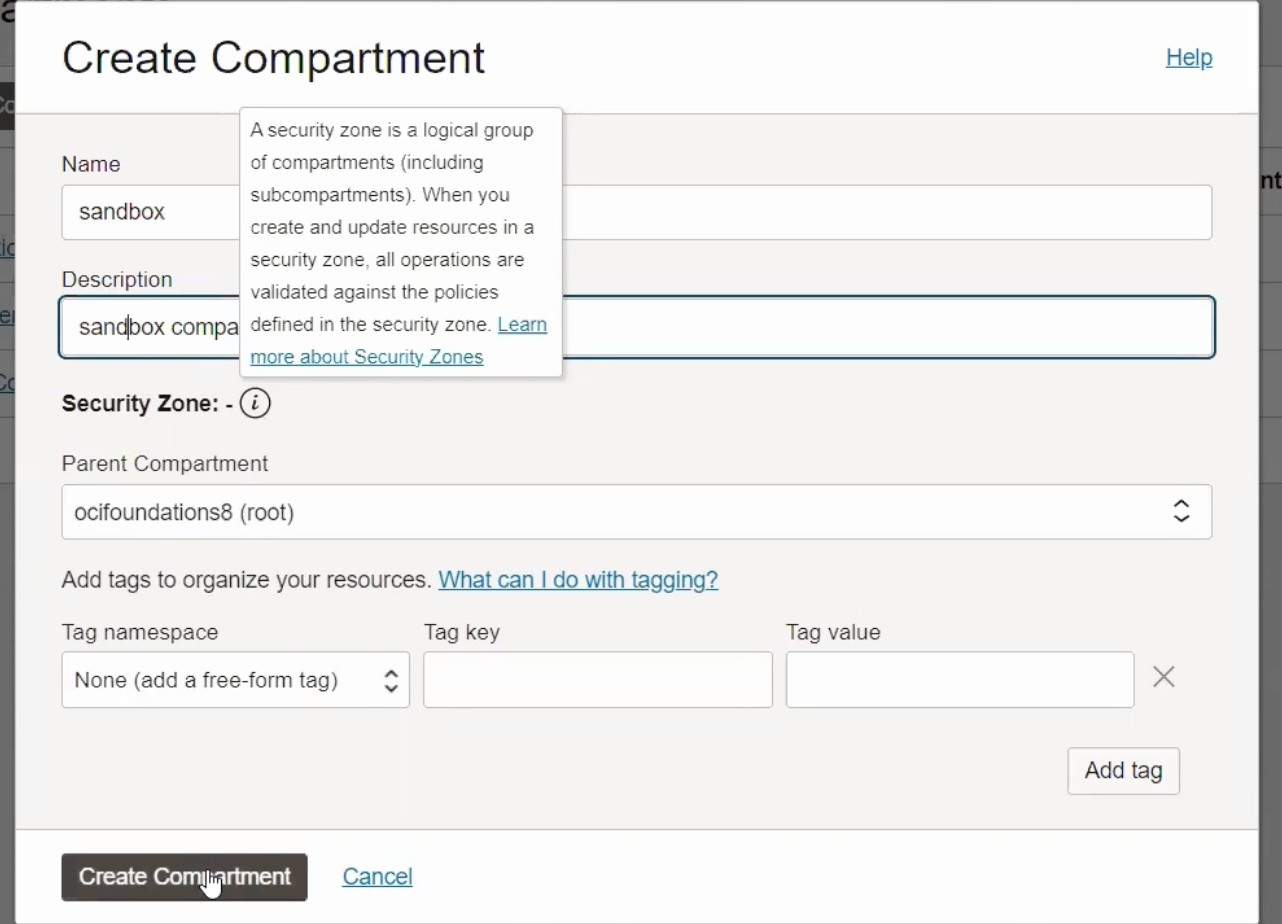 Create Compartment
Help
A security zone is a logical group
of compartments (including
subcompartments). When you
create and update resources in a
security zone, all operations are
validated against the policies
defined in the security zone. Learn
more about Security Zones
Name
sandbox
Description
sandbox
Security Zone: -
Parent Compartment
ocifoundations8 (root)
Add tags to organize your resources. What can I do with tagging?
Tag namespace
Tag key
Tag value
None (add a free-form tag)
Add tag
Create Compartment
Cancel